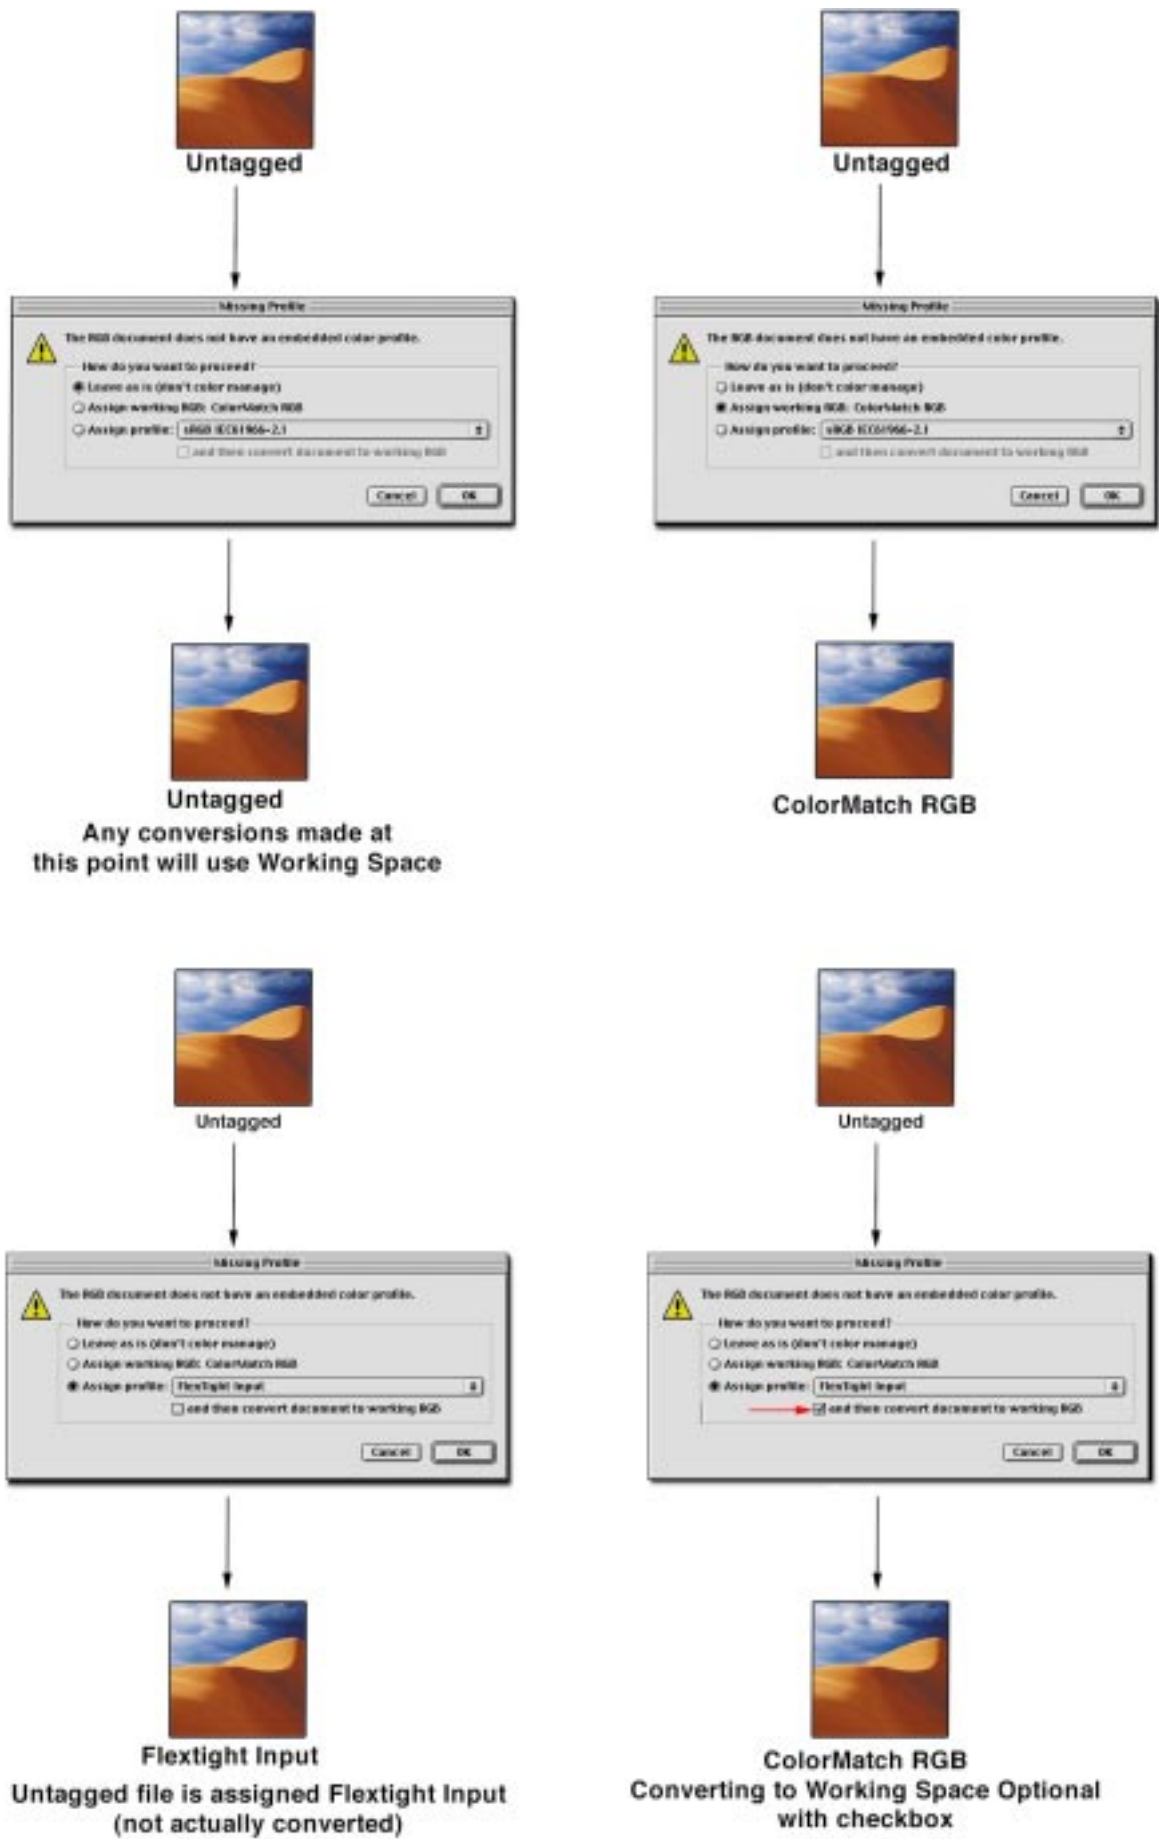 Untagged
Missing Profile
The RGB document does not have an embedded color profile.
How do you want to proceed?
Leave as is (don't color manage)
Assign working RGB: ColorMatch RGB
Assign profile: sRGB IEC61966-2.1
and then convert document to working RGB
Cancel OK
Untagged
Any conversions made at
this point will use Working Space
Untagged
Missing Profile
The RGB document does not have an embedded color profile.
How do you want to proceed?
Leave as is (don't color manage)
Assign working RGB: ColorMatch RGB
Assign profile: sRGB IEC61966-2.1
and then convert document to working RGB
Cancel OK
ColorMatch RGB
Untagged
Missing Profile
The RGB document does not have an embedded color profile.
How do you want to proceed?
Leave as is (don't color manage)
Assign working RGB: ColorMatch RGB
Assign profile: FlexTight Input
and then convert document to working RGB
Cancel OK
Flextight Input
Untagged file is assigned Flextight Input
(not actually converted)
Untagged
Missing Profile
The RGB document does not have an embedded color profile.
How do you want to proceed?
Leave as is (don't color manage)
Assign working RGB: ColorMatch RGB
Assign profile: FlexTight Input
and then convert document to working RGB
Cancel OK
ColorMatch RGB
Converting to Working Space Optional
with checkbox